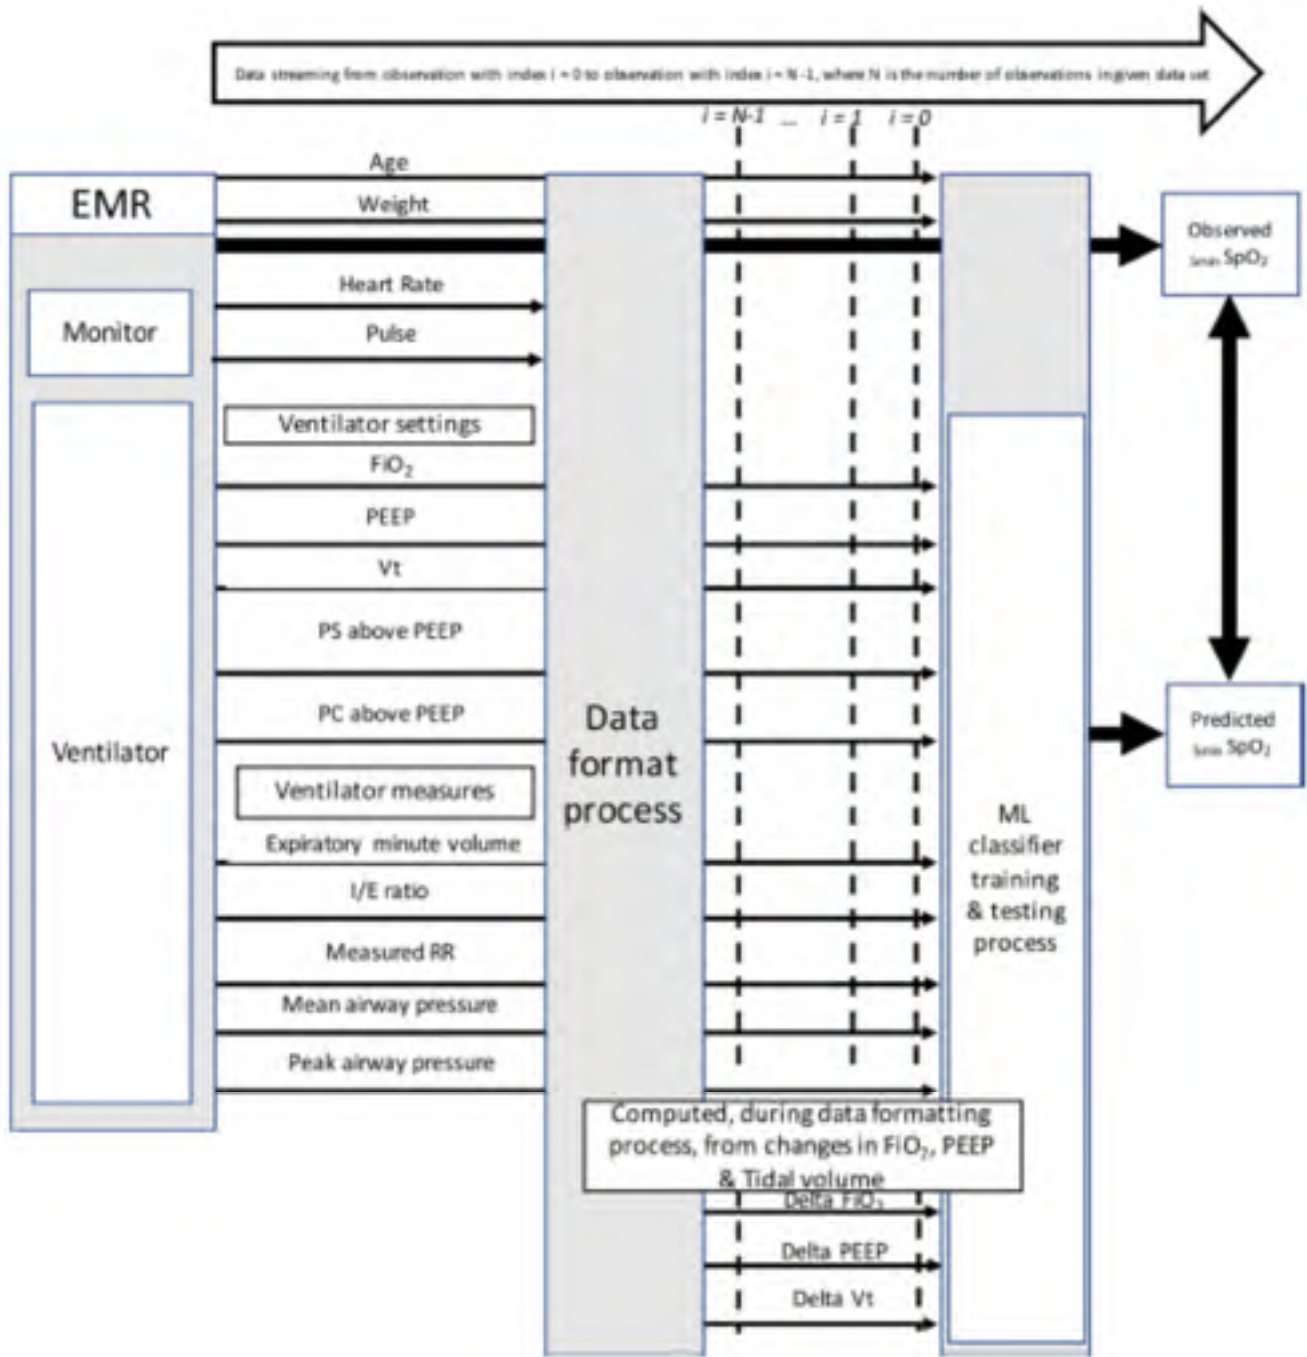 Data streaming from observation with index i = 0 to observation with index i = N -1, where N is the number of observations in given data set
i = N-1 ... i = 1 i = 0
EMR
Age
Weight
Heart Rate
Monitor
Pulse
Ventilator settings
FiO₂
PEEP
Vt
PS above PEEP
PC above PEEP
Ventilator
Ventilator measures
Expiratory minute volume
I/E ratio
Measured RR
Mean airway pressure
Peak airway pressure
Data
format
process
Computed, during data formatting
process, from changes in FiO₂, PEEP
& Tidal volume
Delta FiO₂
Delta PEEP
Delta Vt
ML
classifier
training
& testing
process
Observed
5min SpO₂
Predicted
5min SpO₂